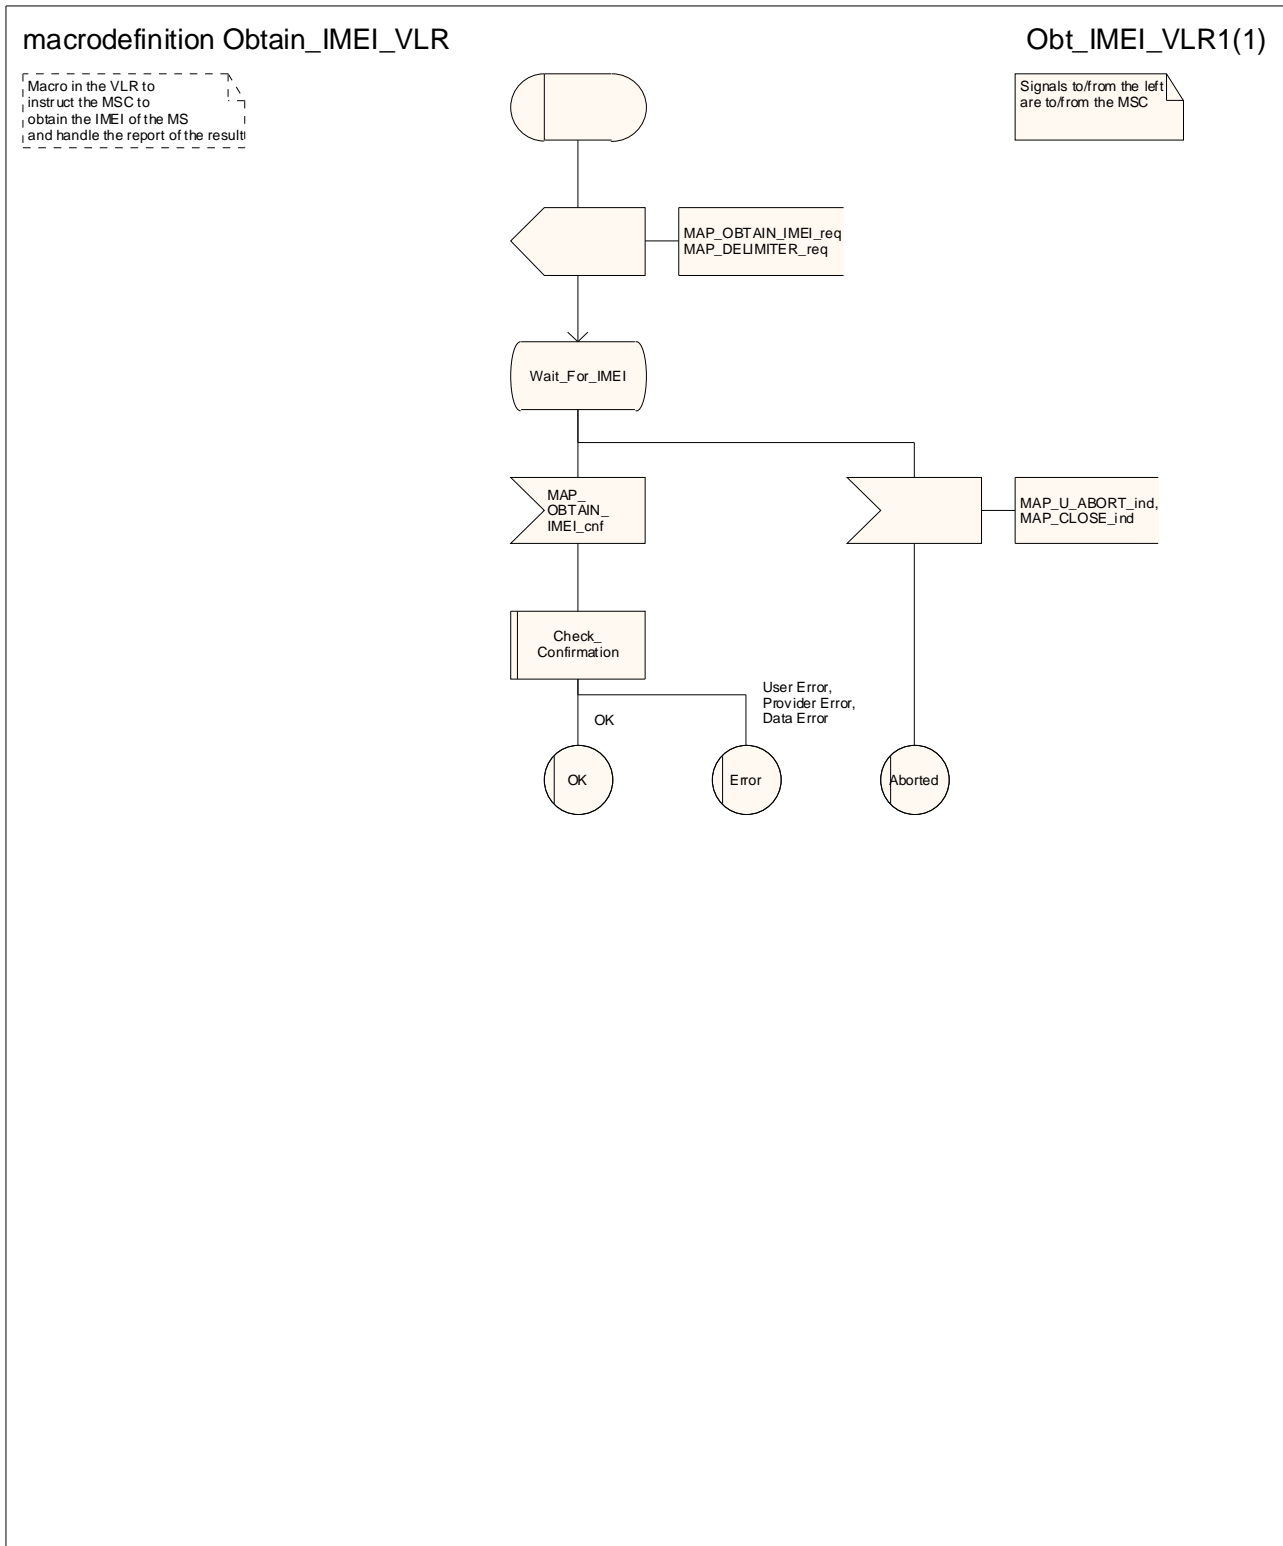 macrodefinition Obtain_IMEI_VLR
Obt_IMEI_VLR1(1)
Macro in the VLR to
instruct the MSC to
obtain the IMEI of the MS
and handle the report of the result
Signals to/from the left
are to/from the MSC
MAP_OBTAIN_IMEI_req
MAP_DELIMITER_req
Wait_For_IMEI
MAP_
OBTAIN_
IMEI_cnf
MAP_U_ABORT_ind,
MAP_CLOSE_ind
Check_
Confirmation
User Error,
Provider Error,
Data Error
OK
OK
Error
Aborted